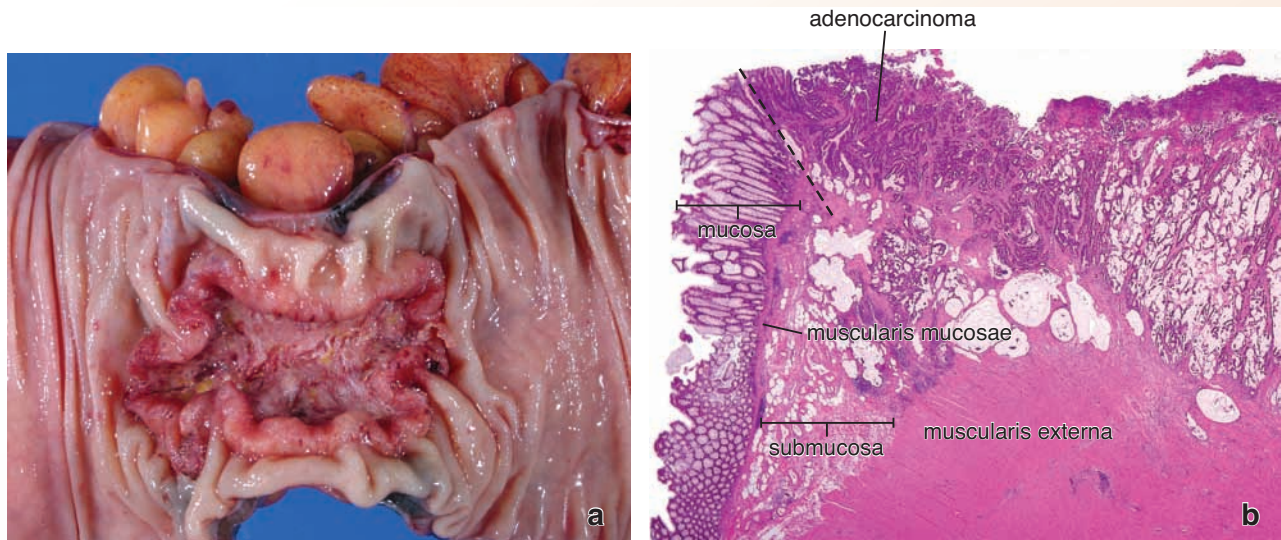 adenocarcinoma
mucosa
muscularis mucosae
submucosa
muscularis externa
a
b